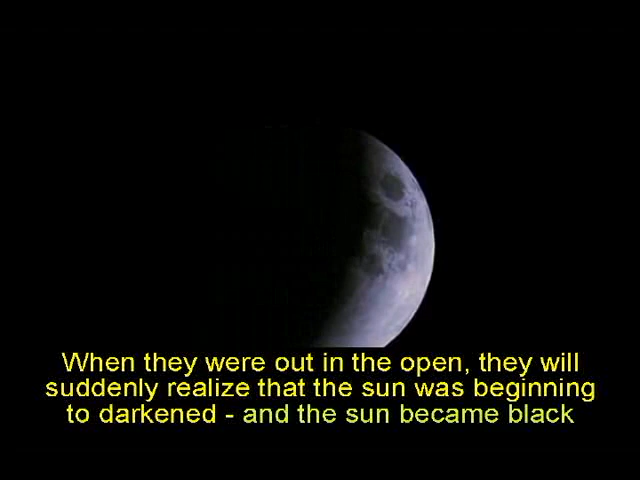 When they were out in the open, they will
suddenly realize that the sun was beginning
to darkened - and the sun became black